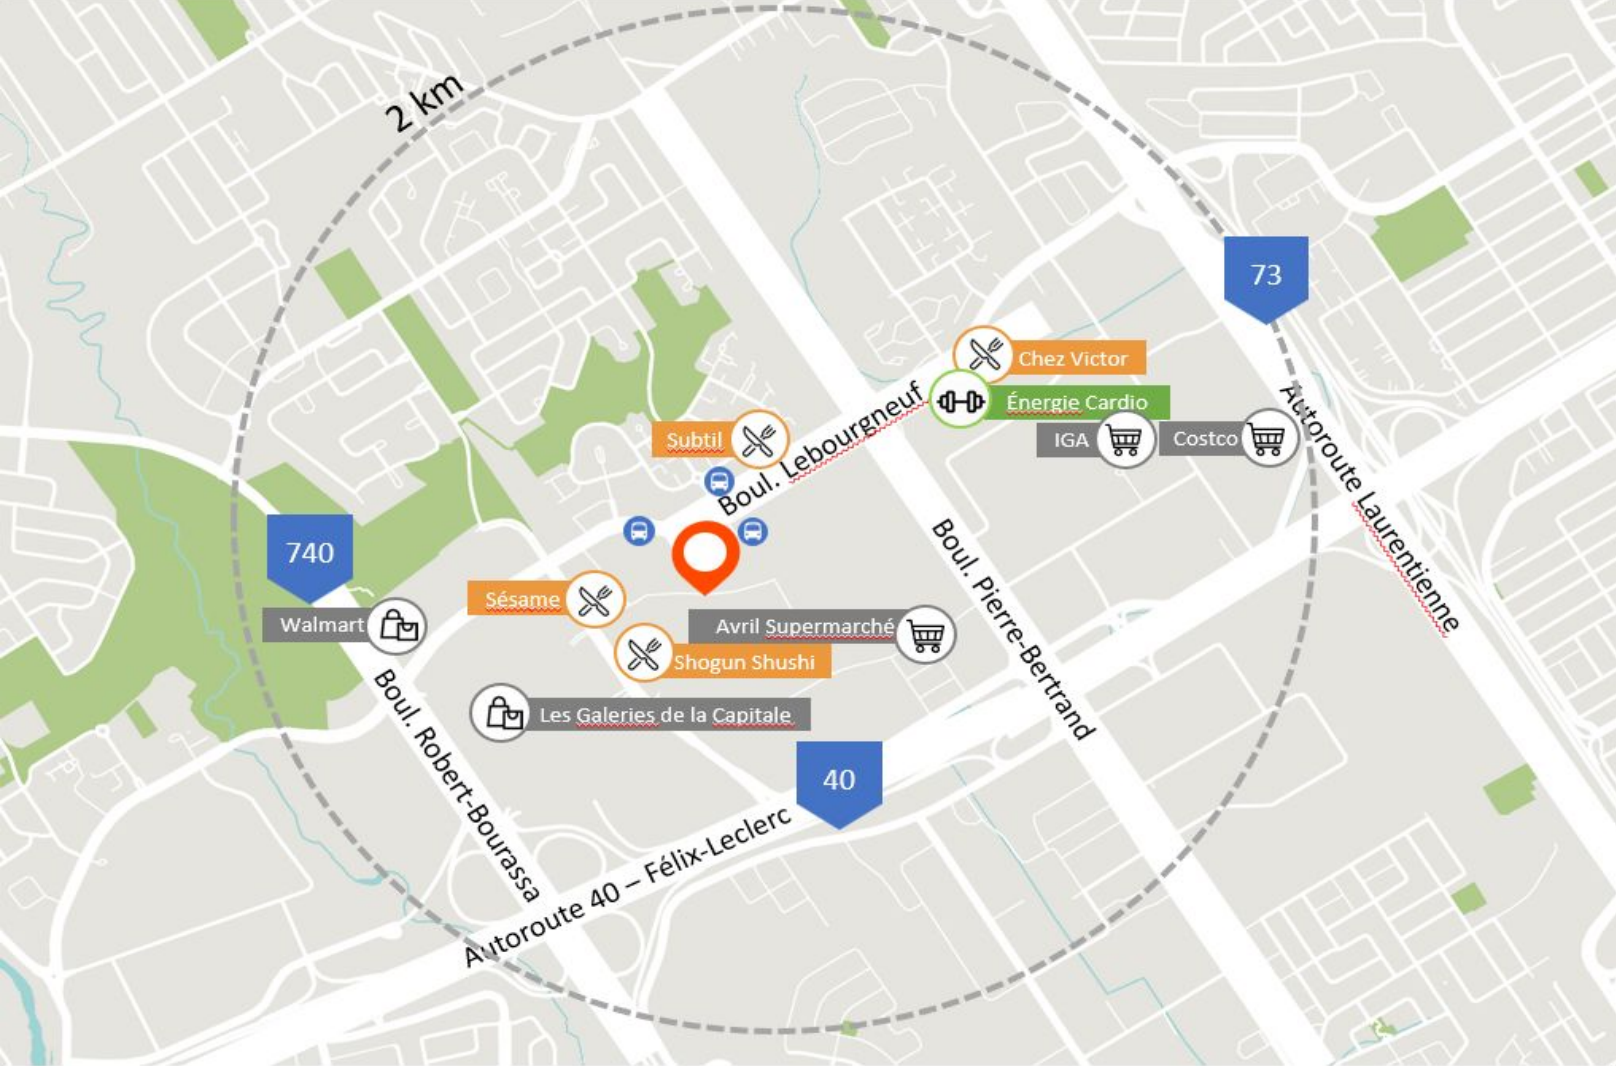 2 km
73
Chez Victor
Énergie Cardio
Subtil
IGA
Costco
Boul. Lebourgneuf
Autoroute Laurentienne
740
Boul. Pierre-Bertrand
Sésame
Walmart
Avril Supermarché
Shogun Shushi
Les Galeries de la Capitale
Boul. Robert-Bourassa
40
Autoroute 40 – Félix-Leclerc